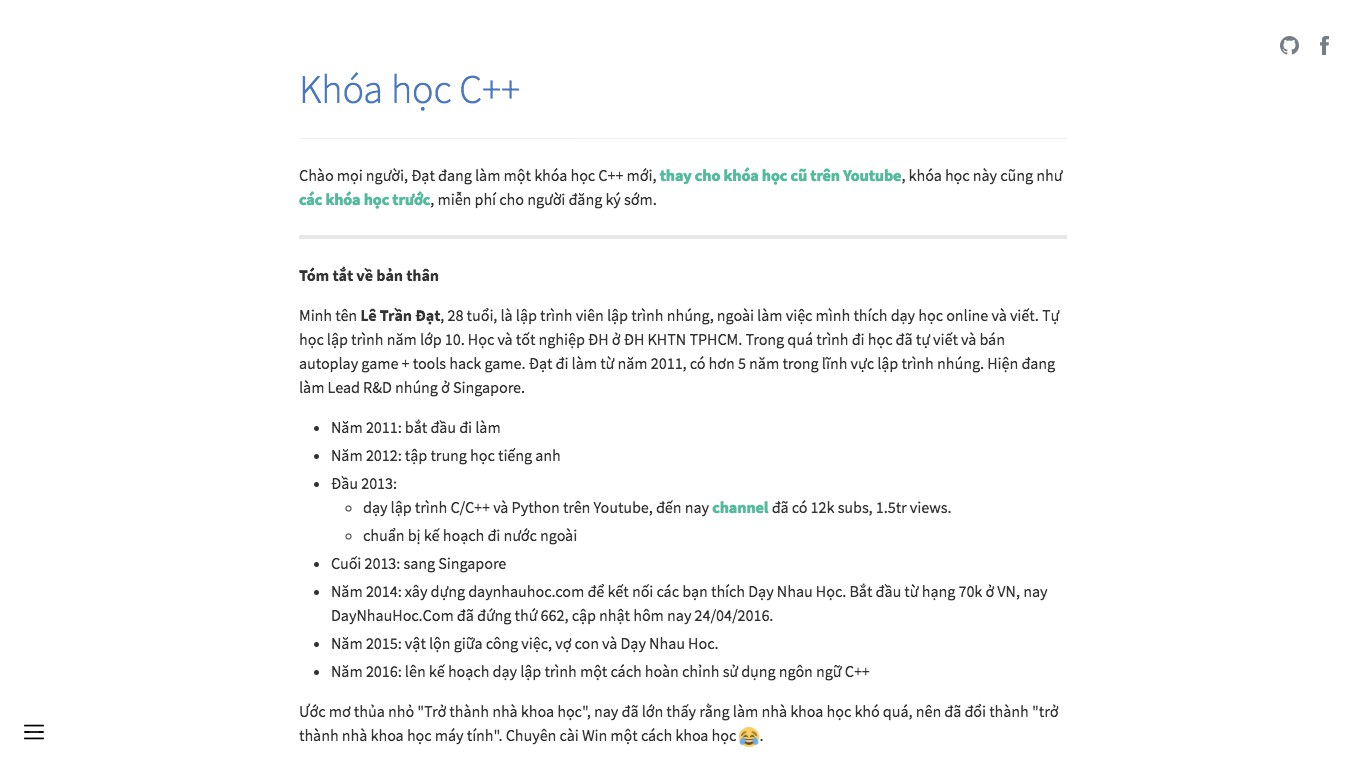 Khóa học C++
Chào mọi người, Đạt đang làm một khóa học C++ mới, thay cho khóa học cũ trên Youtube, khóa học này cũng như
các khóa học trước, miễn phí cho người đăng ký sớm.
Tóm tắt về bản thân
Minh tên Lê Trần Đạt, 28 tuổi, là lập trình viên lập trình nhúng, ngoài làm việc mình thích dạy học online và viết. Tự
học lập trình năm lớp 10. Học và tốt nghiệp ĐH ở ĐH KHTN TPHCM. Trong quá trình đi học đã tự viết và bán
autoplay game + tools hack game. Đạt đi làm từ năm 2011, có hơn 5 năm trong lĩnh vực lập trình nhúng. Hiện đang
làm Lead R&D nhúng ở Singapore.
• Năm 2011: bắt đầu đi làm
• Năm 2012: tập trung học tiếng anh
• Đầu 2013:
◦ dạy lập trình C/C++ và Python trên Youtube, đến nay channel đã có 12k subs, 1.5tr views.
◦ chuẩn bị kế hoạch đi nước ngoài
• Cuối 2013: sang Singapore
• Năm 2014: xây dựng daynhauhoc.com để kết nối các bạn thích Dạy Nhau Học. Bắt đầu từ hạng 70k ở VN, nay
DayNhauHoc.Com đã đứng thứ 662, cập nhật hôm nay 24/04/2016.
• Năm 2015: vật lộn giữa công việc, vợ con và Dạy Nhau Học.
• Năm 2016: lên kế hoạch dạy lập trình một cách hoàn chỉnh sử dụng ngôn ngữ C++
Ước mơ thủa nhỏ "Trở thành nhà khoa học", nay đã lớn thấy rằng làm nhà khoa học khó quá, nên đã đổi thành "trở
thành nhà khoa học máy tính". Chuyên cài Win một cách khoa học😂.